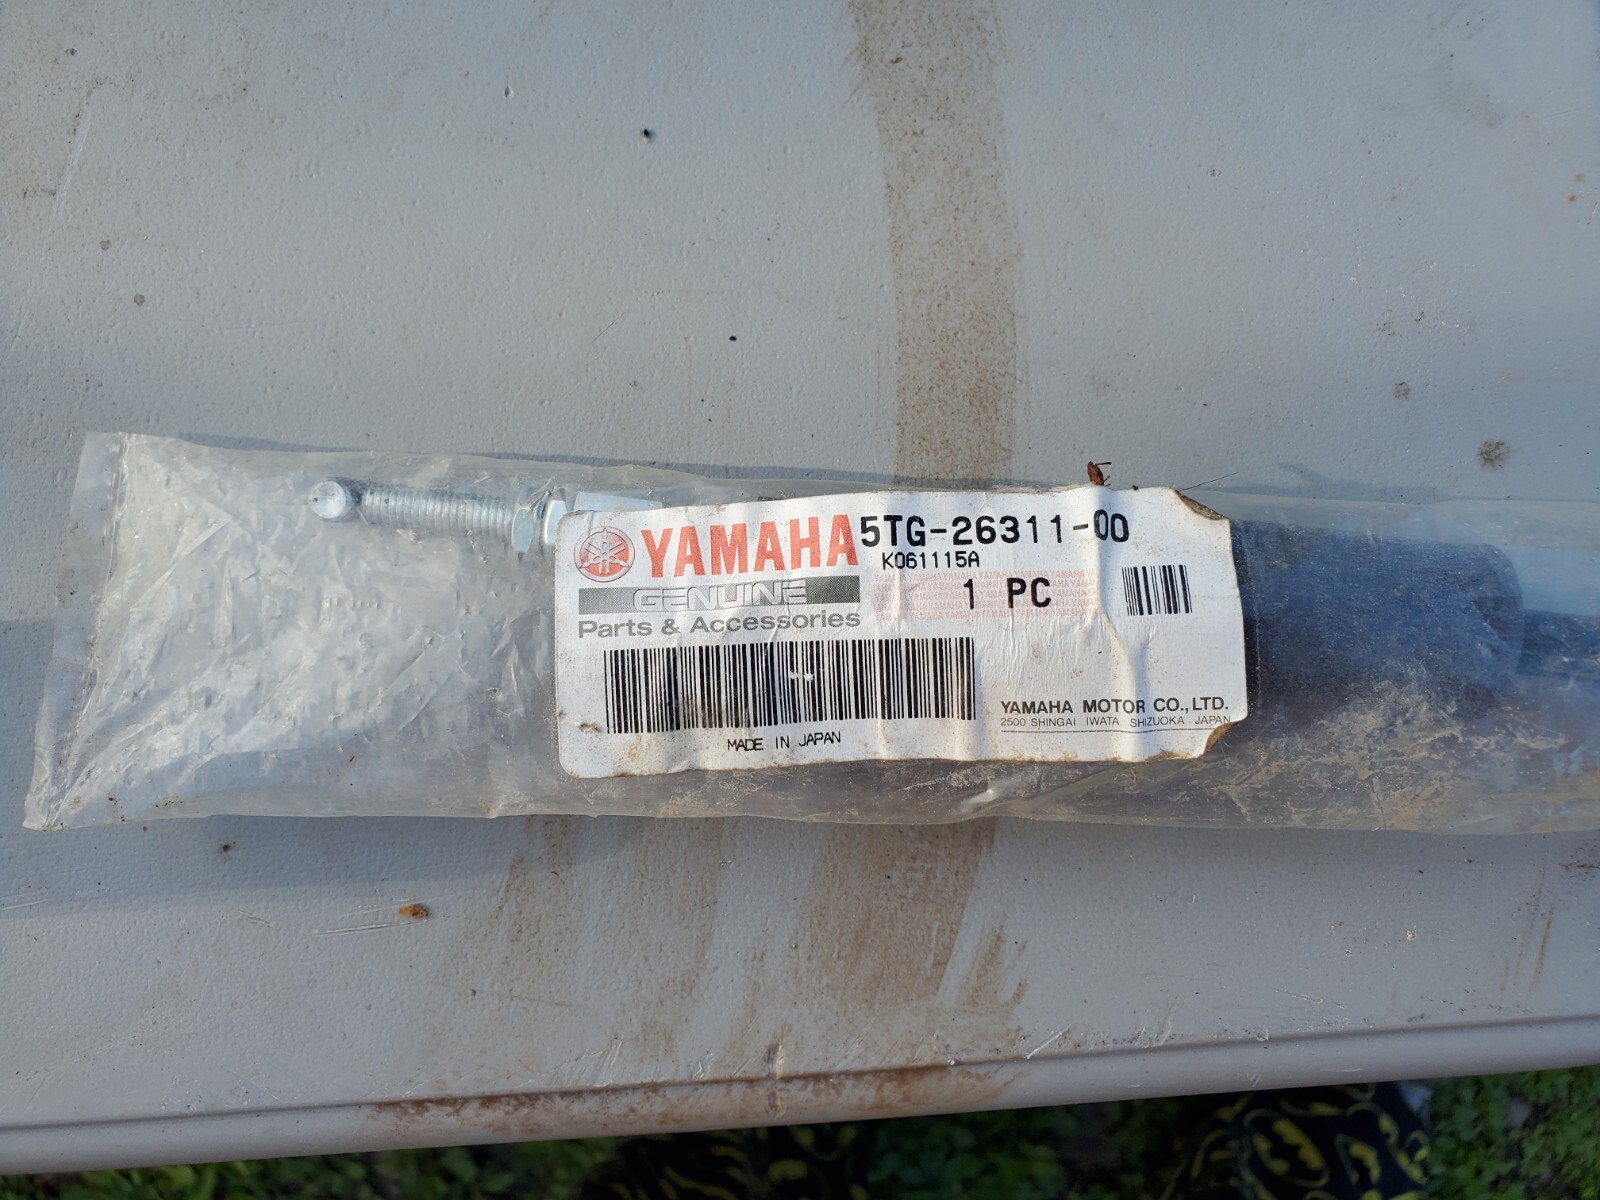 YAMAHA 5TG-26311-00
K061115A
GENUINE
1 PC
Parts & Accessories
YAMAHA MOTOR CO., LTD.
2500 SHINGAI IWATA SHIZUOKA JAPAN
MADE IN JAPAN